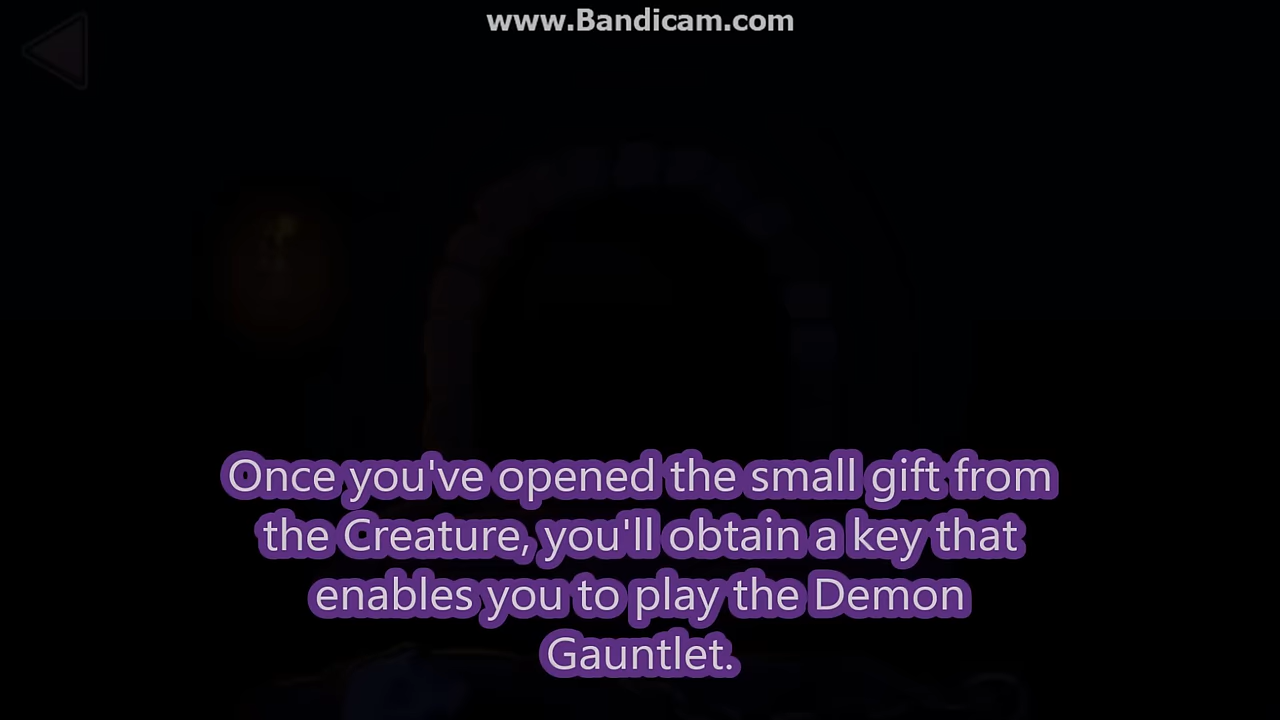 www.Bandicam.com
Once you've opened the small gift from
the Creature, you'll obtain a key that
enables you to play the Demon
Gauntlet.